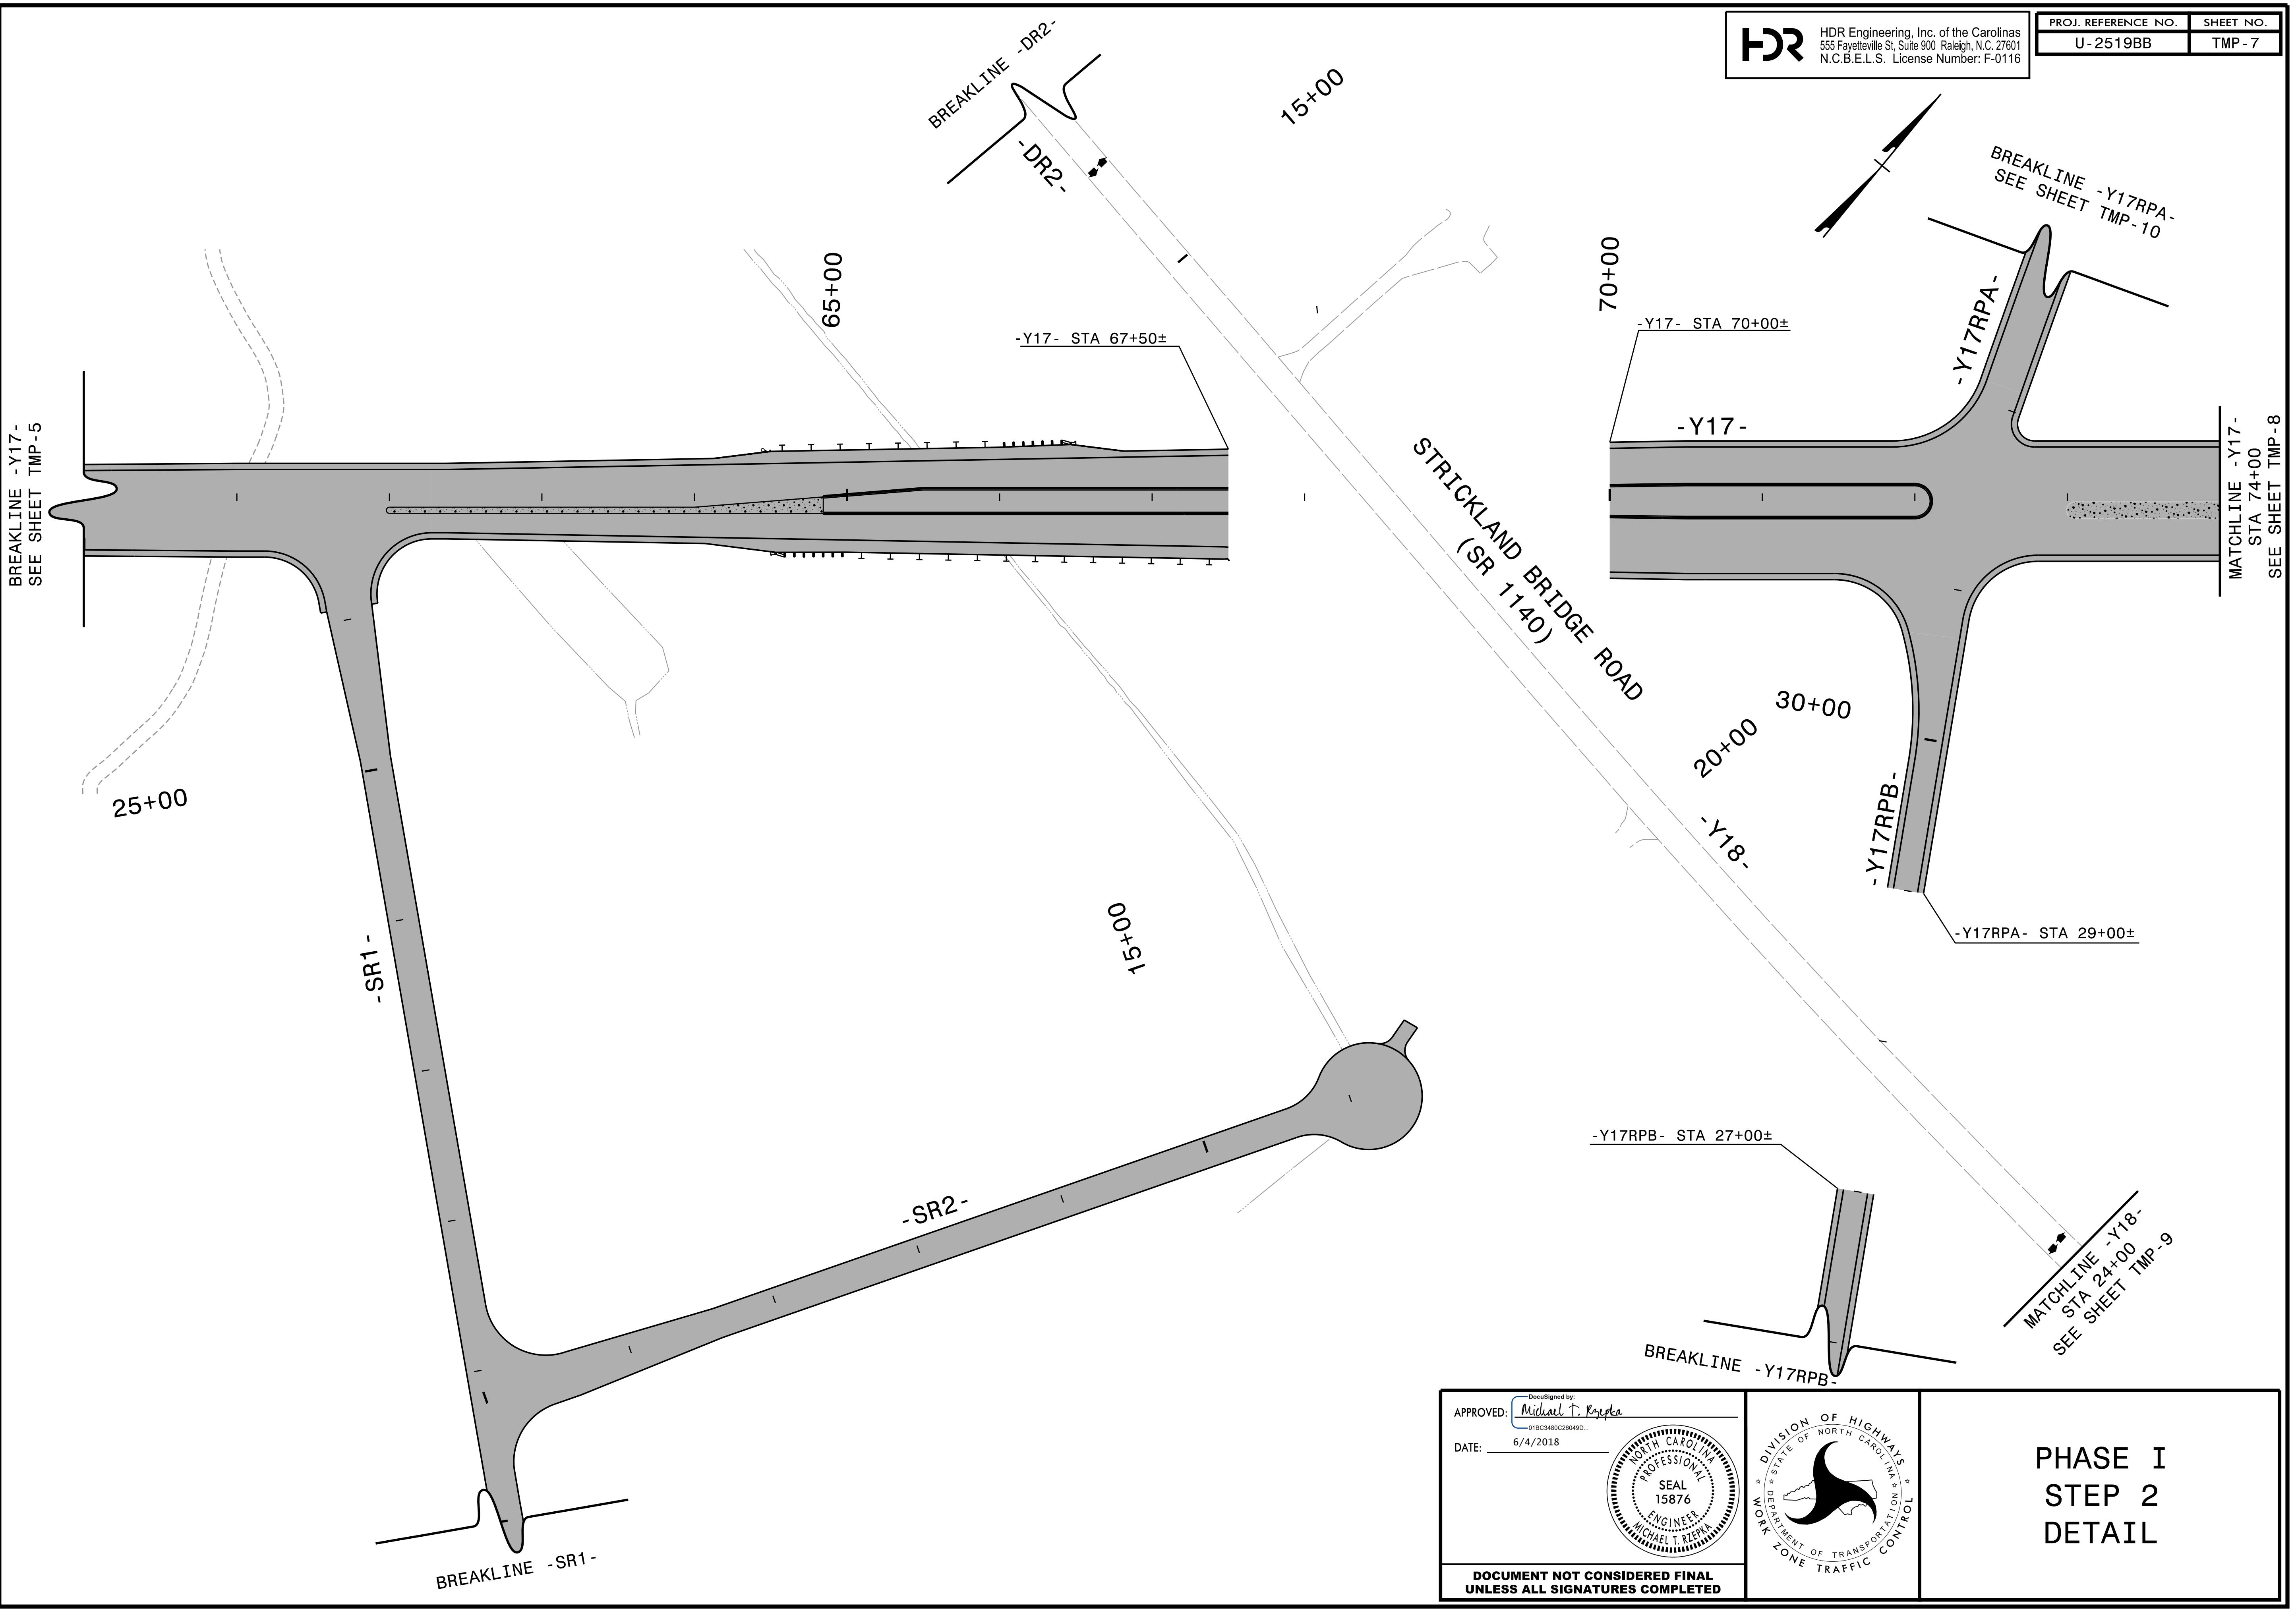 HDR
HDR Engineering, Inc. of the Carolinas
555 Fayetteville St, Suite 900 Raleigh, N.C. 27601
N.C.B.E.L.S. License Number: F-0116
PROJ. REFERENCE NO.
SHEET NO.
U-2519BB
TMP-7
BREAKLINE -DR2-
-DR2-
15+00
BREAKLINE -Y17RPA-
SEE SHEET TMP-10
65+00
70+00
-Y17- STA 67+50±
-Y17- STA 70+00±
-Y17RPA-
BREAKLINE -Y17-
SEE SHEET TMP-5
-Y17-
MATCHLINE -Y17-
STA 74+00
SEE SHEET TMP-8
STRICKLAND BRIDGE ROAD
(SR 1140)
30+00
20+00
25+00
-Y18-
-Y17RPB-
-SR1-
15+00
-Y17RPA- STA 29+00±
-Y17RPB- STA 27+00±
-SR2-
MATCHLINE -Y18-
STA 24+00
SEE SHEET TMP-9
BREAKLINE -Y17RPB-
BREAKLINE -SR1-
DocuSigned by:
APPROVED: Michael T. Rzepka
01BC3480C26049D...
DATE: 6/4/2018
NORTH CAROLINA
PROFESSIONAL
SEAL
15876
ENGINEER
MICHAEL T. RZEPKA
DOCUMENT NOT CONSIDERED FINAL
UNLESS ALL SIGNATURES COMPLETED
DIVISION OF HIGHWAYS
STATE OF NORTH CAROLINA
DEPARTMENT OF TRANSPORTATION
WORK ZONE TRAFFIC CONTROL
PHASE I
STEP 2
DETAIL